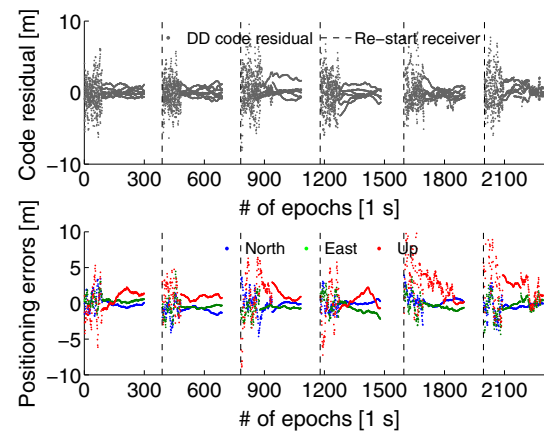 Code residual [m]
10
0
−10
DD code residual
Re−start receiver
0 300 600 900 1200 1500 1800 2100
# of epochs [1 s]
Positioning errors [m]
10
5
0
−5
−10
North East Up
0 300 600 900 1200 1500 1800 2100
# of epochs [1 s]